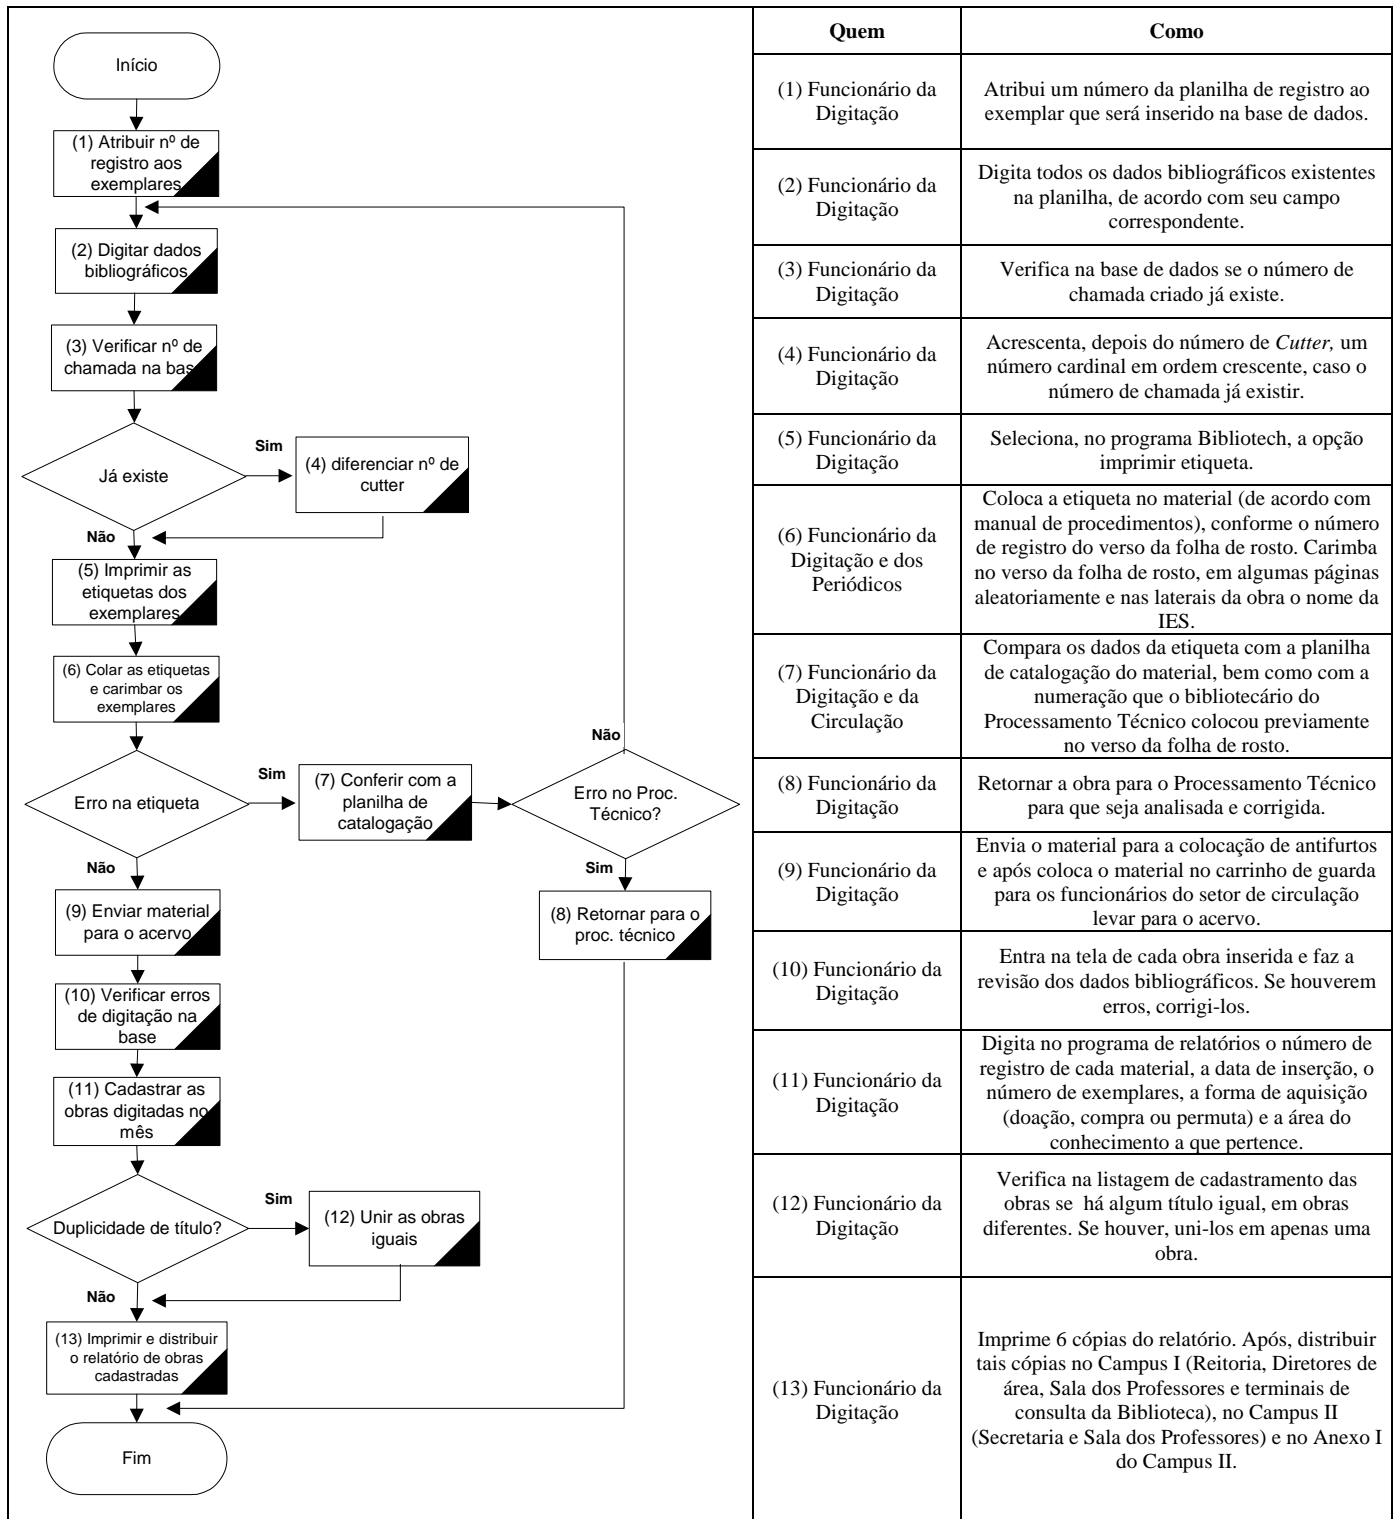 Início
(1) Atribuir nº de
registro aos
exemplares
(2) Digitar dados
bibliográficos
(3) Verificar nº de
chamada na bas
Já existe
Sim
(4) diferenciar nº de
cutter
Não
(5) Imprimir as
etiquetas dos
exemplares
(6) Colar as etiquetas
e carimbar os
exemplares
Erro na etiqueta
Sim
(7) Conferir com a
planilha de
catalogação
Não
Erro no Proc.
Técnico?
Sim
(8) Retornar para o
proc. técnico
Não
(9) Enviar material
para o acervo
(10) Verificar erros
de digitação na
base
(11) Cadastrar as
obras digitadas no
mês
Duplicidade de título?
Sim
(12) Unir as obras
iguais
Não
(13) Imprimir e distribuir
o relatório de obras
cadastradas
Fim
Quem
Como
(1) Funcionário da
Digitação
Atribui um número da planilha de registro ao
exemplar que será inserido na base de dados.
(2) Funcionário da
Digitação
Digita todos os dados bibliográficos existentes
na planilha, de acordo com seu campo
correspondente.
(3) Funcionário da
Digitação
Verifica na base de dados se o número de
chamada criado já existe.
(4) Funcionário da
Digitação
Acrescenta, depois do número de Cutter, um
número cardinal em ordem crescente, caso o
número de chamada já existir.
(5) Funcionário da
Digitação
Seleciona, no programa Bibliotech, a opção
imprimir etiqueta.
(6) Funcionário da
Digitação e dos
Periódicos
Coloca a etiqueta no material (de acordo com
manual de procedimentos), conforme o número
de registro do verso da folha de rosto. Carimba
no verso da folha de rosto, em algumas páginas
aleatoriamente e nas laterais da obra o nome da
IES.
(7) Funcionário da
Digitação e da
Circulação
Compara os dados da etiqueta com a planilha
de catalogação do material, bem como com a
numeração que o bibliotecário do
Processamento Técnico colocou previamente
no verso da folha de rosto.
(8) Funcionário da
Digitação
Retornar a obra para o Processamento Técnico
para que seja analisada e corrigida.
(9) Funcionário da
Digitação
Envia o material para a colocação de antifurtos
e após coloca o material no carrinho de guarda
para os funcionários do setor de circulação
levar para o acervo.
(10) Funcionário da
Digitação
Entra na tela de cada obra inserida e faz a
revisão dos dados bibliográficos. Se houverem
erros, corrigi-los.
(11) Funcionário da
Digitação
Digita no programa de relatórios o número de
registro de cada material, a data de inserção, o
número de exemplares, a forma de aquisição
(doação, compra ou permuta) e a área do
conhecimento a que pertence.
(12) Funcionário da
Digitação
Verifica na listagem de cadastramento das
obras se há algum título igual, em obras
diferentes. Se houver, uni-los em apenas uma
obra.
(13) Funcionário da
Digitação
Imprime 6 cópias do relatório. Após, distribuir
tais cópias no Campus I (Reitoria, Diretores de
área, Sala dos Professores e terminais de
consulta da Biblioteca), no Campus II
(Secretaria e Sala dos Professores) e no Anexo I
do Campus II.